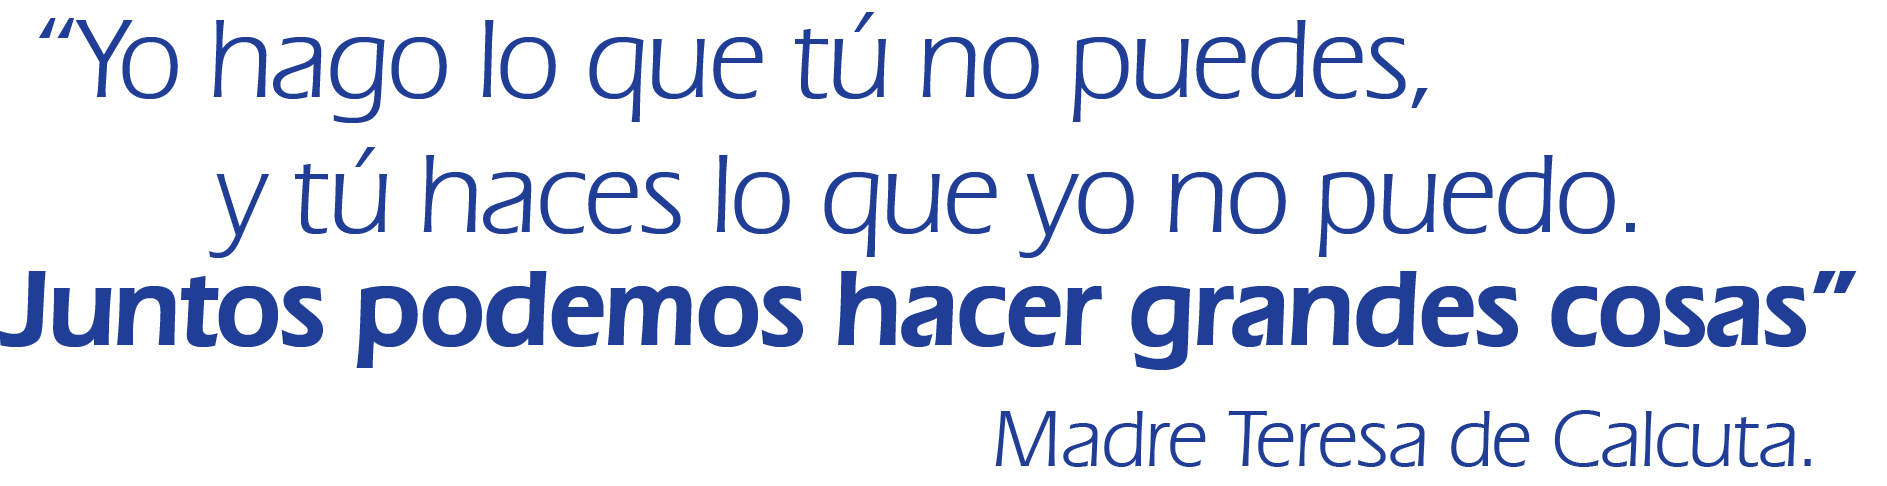 “Yo hago lo que tú no puedes,
y tú haces lo que yo no puedo.
Juntos podemos hacer grandes cosas”
Madre Teresa de Calcuta.